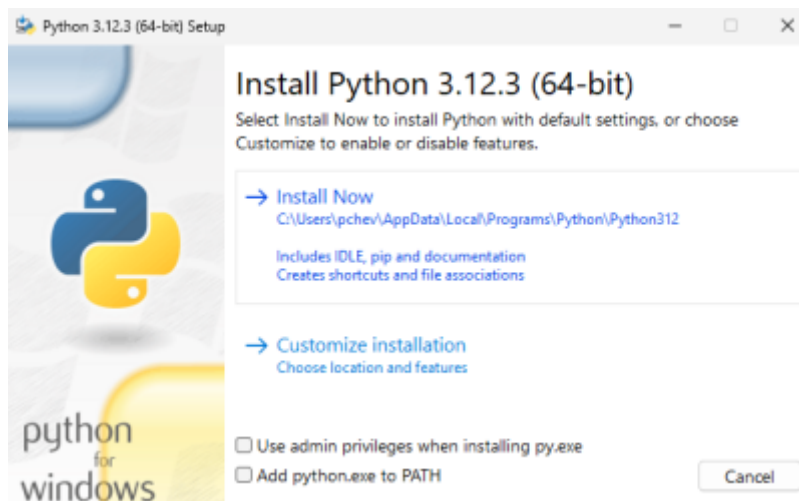 Python 3.12.3 (64-bit) Setup
Install Python 3.12.3 (64-bit)
Select Install Now to install Python with default settings, or choose
Customize to enable or disable features.
→ Install Now
C:\Users\pchev\AppData\Local\Programs\Python\Python312
Includes IDLE, pip and documentation
Creates shortcuts and file associations
→ Customize installation
Choose location and features
python
for
windows
Use admin privileges when installing py.exe
Add python.exe to PATH
Cancel